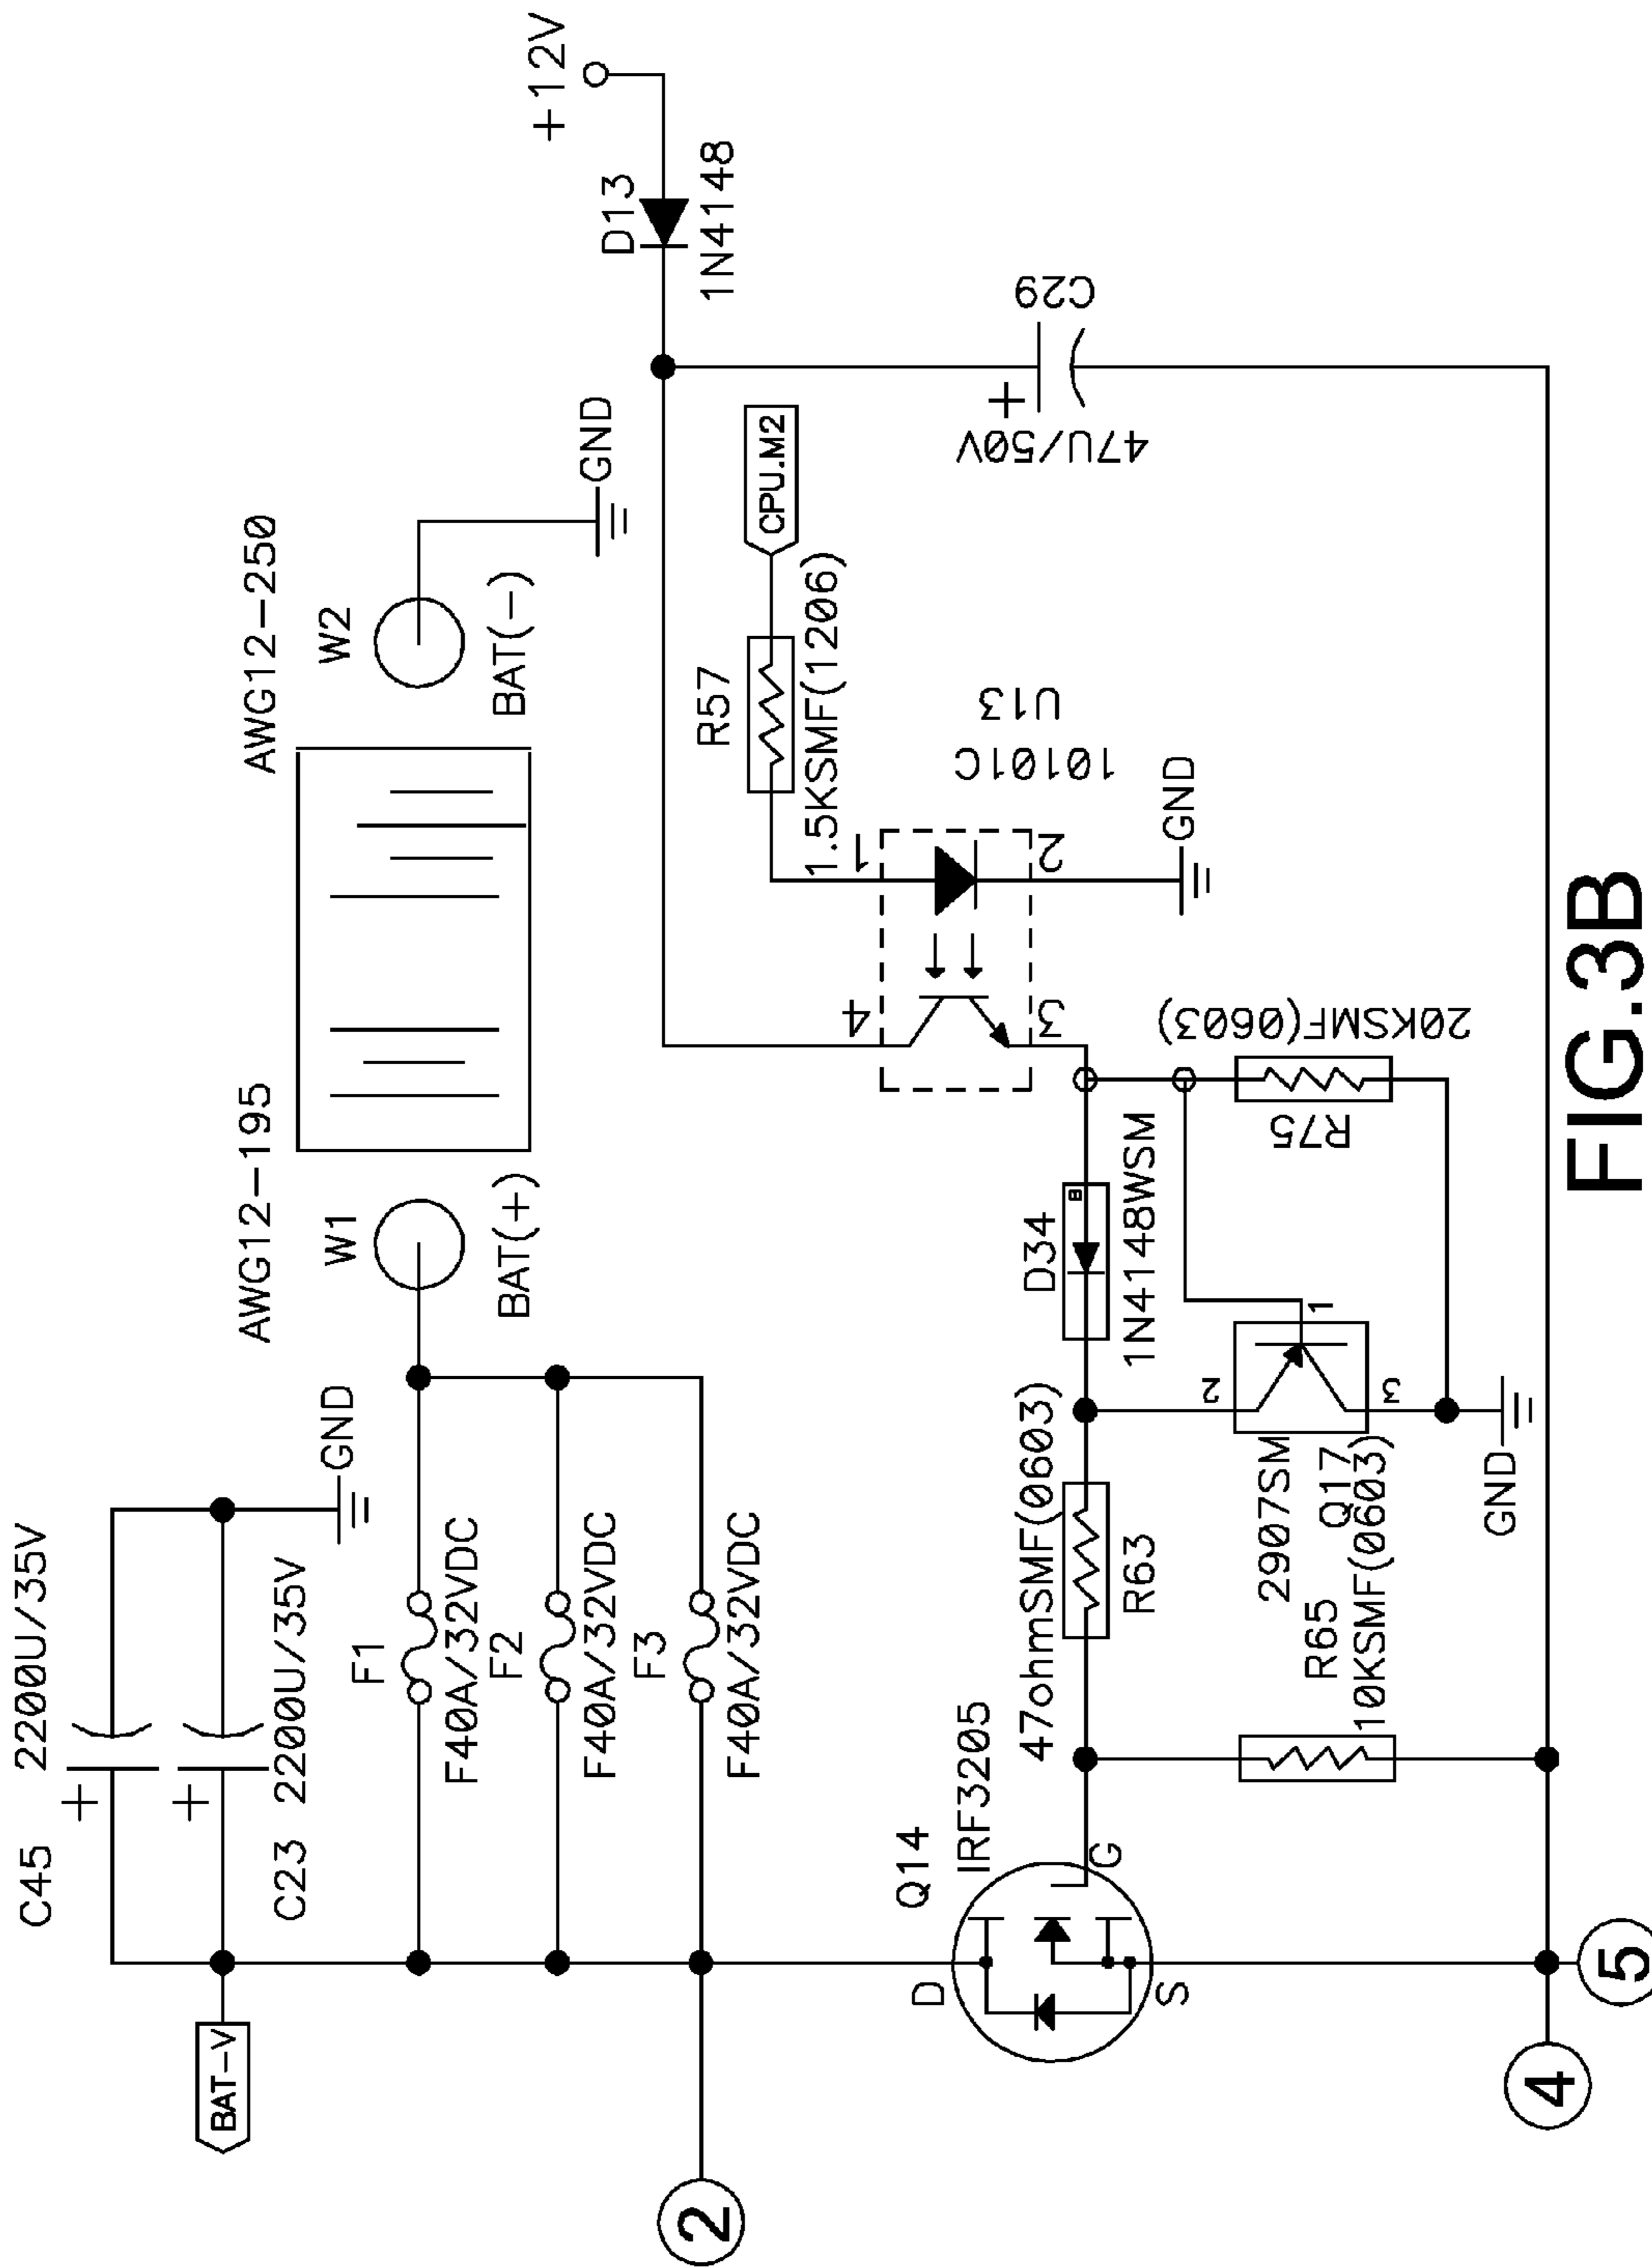 C45 2200U/35V
C23 2200U/35V
GND
BAT-V
F1
F40A/32VDC
F2
F40A/32VDC
F3
F40A/32VDC
2
AWG12-195
W1
BAT(+)
AWG12-250
W2
BAT(-)
GND
+12V
D13
1N4148
C29
+
47U/50V
CPU.M2
R57
1.5KSMF(1206)
U13
10101C
1
2
3
4
GND
Q14
IRF3205
D
G
S
47ohmSMF(0603)
R63
D34
B
1N4148WSM
20KSMF(0603)
R75
2907SM
Q17
1
2
3
R65
10KSMF(0603)
GND
4
5
FIG.3B